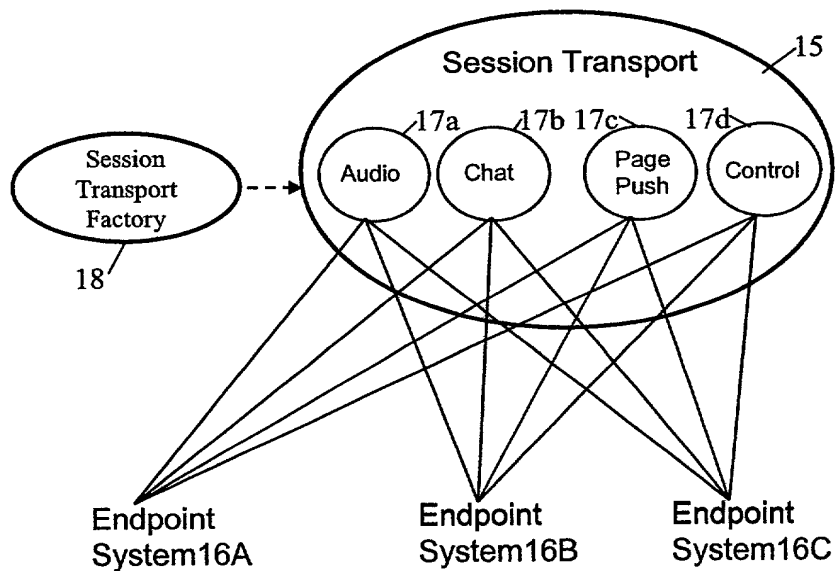 15
Session Transport
17a
17b
17c
17d
Session
Transport
Factory
Audio
Chat
Page
Push
Control
18
Endpoint
System16A
Endpoint
System16B
Endpoint
System16C